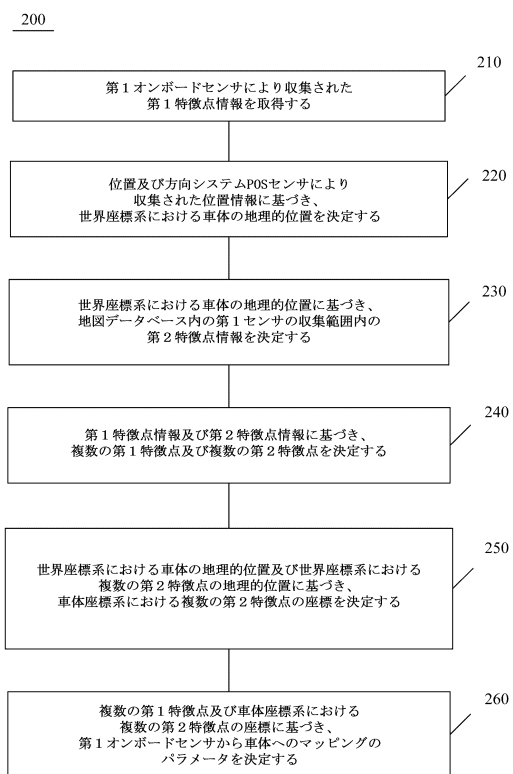 200
210
第１オンボードセンサにより収集された
第１特徴点情報を取得する
220
位置及び方向システムPOSセンサにより
収集された位置情報に基づき、
世界座標系における車体の地理的位置を決定する
230
世界座標系における車体の地理的位置に基づき、
地図データベース内の第１センサの収集範囲内の
第２特徴点情報を決定する
240
第１特徴点情報及び第２特徴点情報に基づき、
複数の第１特徴点及び複数の第２特徴点を決定する
250
世界座標系における車体の地理的位置及び世界座標系における
複数の第２特徴点の地理的位置に基づき、
車体座標系における複数の第２特徴点の座標を決定する
260
複数の第１特徴点及び車体座標系における
複数の第２特徴点の座標に基づき、
第１オンボードセンサから車体へのマッピングの
パラメータを決定する